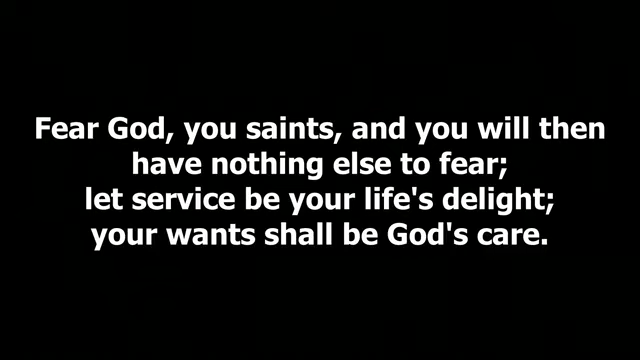 Fear God, you saints, and you will then
have nothing else to fear;
let service be your life's delight;
your wants shall be God's care.